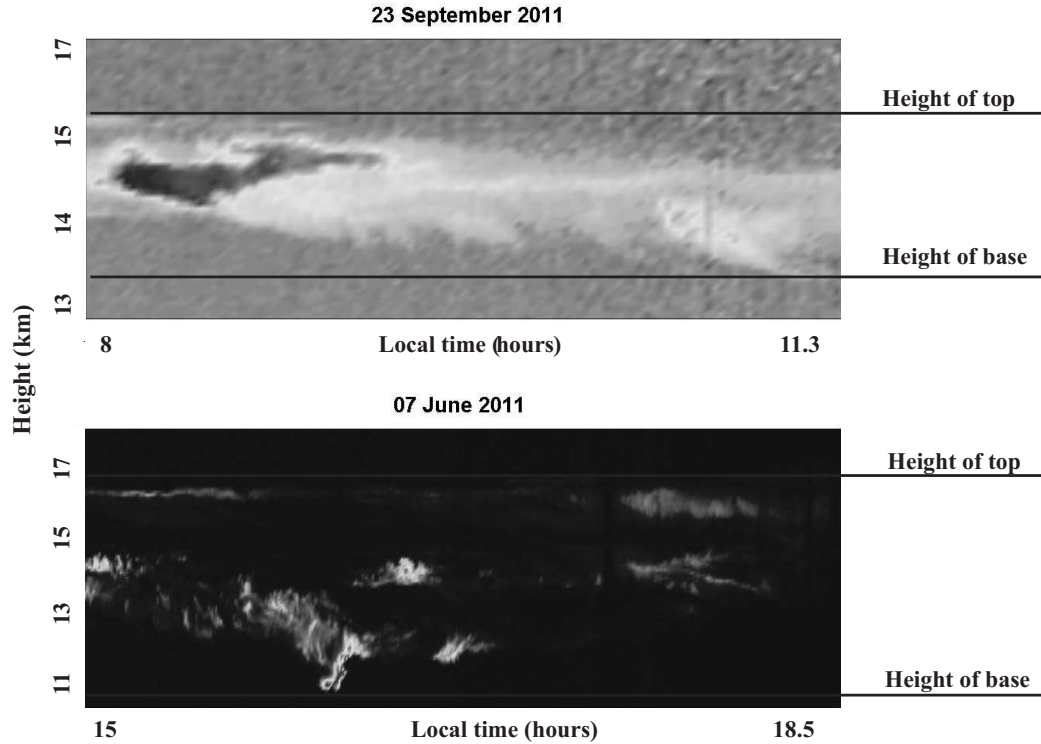 23 September 2011
17
Height of top
15
14
Height of base
13
8 Local time (hours) 11.3
Height (km)
07 June 2011
17
Height of top
15
13
11
Height of base
15 Local time (hours) 18.5